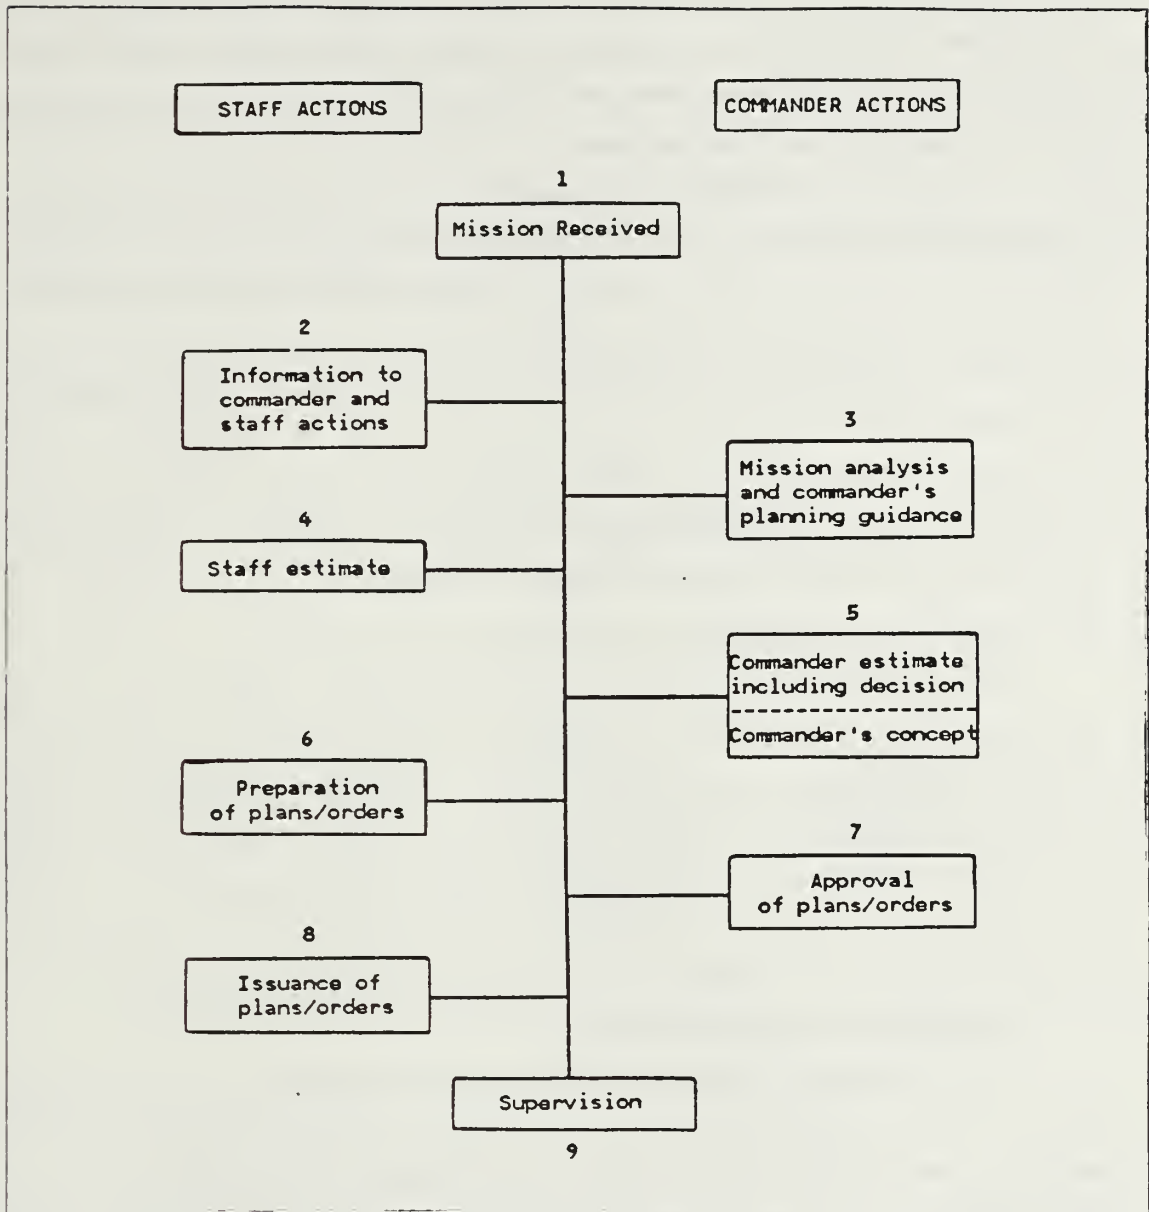 STAFF ACTIONS
COMMANDER ACTIONS
1
Mission Received
2
Information to
commander and
staff actions
3
Mission analysis
and commander's
planning guidance
4
Staff estimate
5
Commander estimate
including decision
Commander's concept
6
Preparation
of plans/orders
7
Approval
of plans/orders
8
Issuance of
plans/orders
Supervision
9